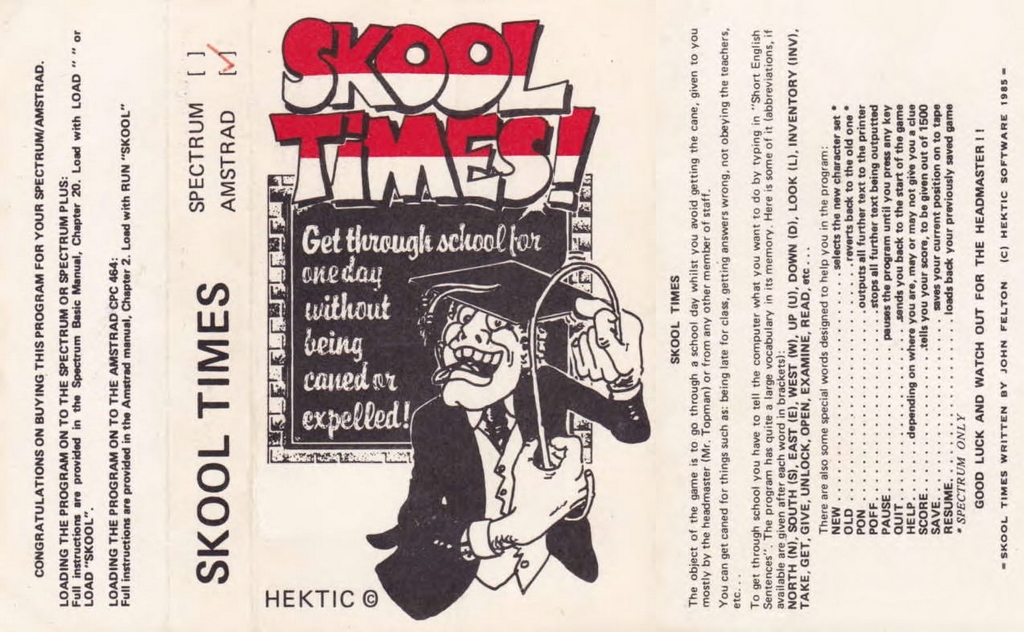 CONGRATULATIONS ON BUYING THIS PROGRAM FOR YOUR SPECTRUM/AMSTRAD.
LOADING THE PROGRAM ON TO THE SPECTRUM OR SPECTRUM PLUS:
Full instructions are provided in the Spectrum Basic Manual, Chapter 20. Load with LOAD " " or
LOAD "SKOOL".
LOADING THE PROGRAM ON TO THE AMSTRAD CPC 464:
Full instructions are provided in the Amstrad manual, Chapter 2. Load with RUN "SKOOL"
SKOOL TIMES
SPECTRUM [ ]
AMSTRAD [✓]
SKOOL
TIMES!
Get through school for
one day
without
being
caned or
expelled!
HEKTIC ©
SKOOL TIMES
The object of the game is to go through a school day whilst you avoid getting the cane, given to you
mostly by the headmaster (Mr. Topman) or from any other member of staff.
You can get caned for things such as: being late for class, getting answers wrong, not obeying the teachers,
etc...
To get through school you have to tell the computer what you want to do by typing in "Short English
Sentences". The program has quite a large vocabulary in its memory. Here is some of it (abbreviations, if
available are given after each word in brackets):
NORTH (N), SOUTH (S), EAST (E), WEST (W), UP (U), DOWN (D), LOOK (L), INVENTORY (INV),
TAKE, GET, GIVE, UNLOCK, OPEN, EXAMINE, READ, etc...
There are also some special words designed to help you in the program:
NEW . . . . . . . . . . . . . . . . . . . . . selects the new character set *
OLD . . . . . . . . . . . . . . . . . . . . . reverts back to the old one *
PON . . . . . . . . . . . . . . . . . outputs all further text to the printer
POFF . . . . . . . . . . . . . . . . . stops all further text being outputted
PAUSE . . . . . . . . . . . . . pauses the program until you press any key
QUIT . . . . . . . . . . . . . . . sends you back to the start of the game
HELP . . . . depending on where you are, may or may not give you a clue
SCORE . . . . . . . . . . . tells you your score, to be given out of 1500
SAVE . . . . . . . . . . . . . . . . saves your current position on to tape
RESUME . . . . . . . . . . . . . . . loads back your previously saved game
* SPECTRUM ONLY
GOOD LUCK AND WATCH OUT FOR THE HEADMASTER!!
= SKOOL TIMES WRITTEN BY JOHN FELTON (C) HEKTIC SOFTWARE 1985 =